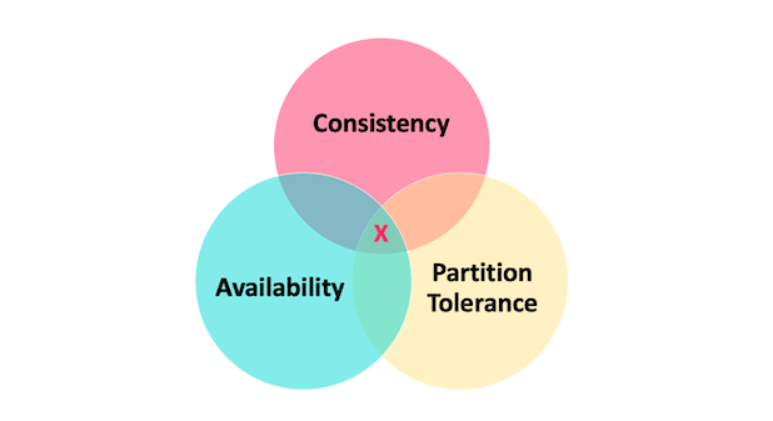 Consistency
X
Availability
Partition
Tolerance